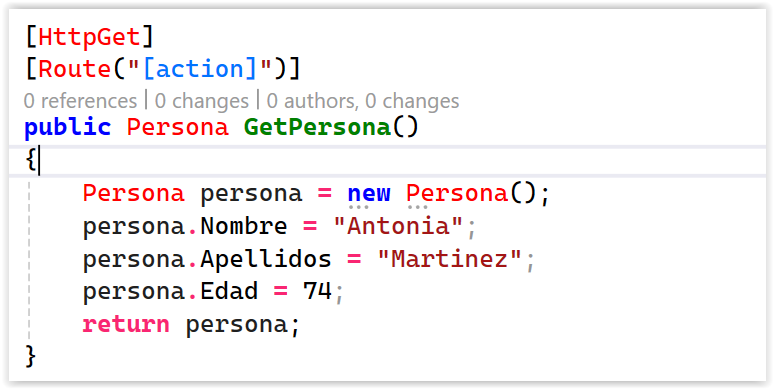 [HttpGet]
[Route("[action]")]
0 references | 0 changes | 0 authors, 0 changes
public Persona GetPersona()
{
    Persona persona = new Persona();
    persona.Nombre = "Antonia";
    persona.Apellidos = "Martinez";
    persona.Edad = 74;
    return persona;
}